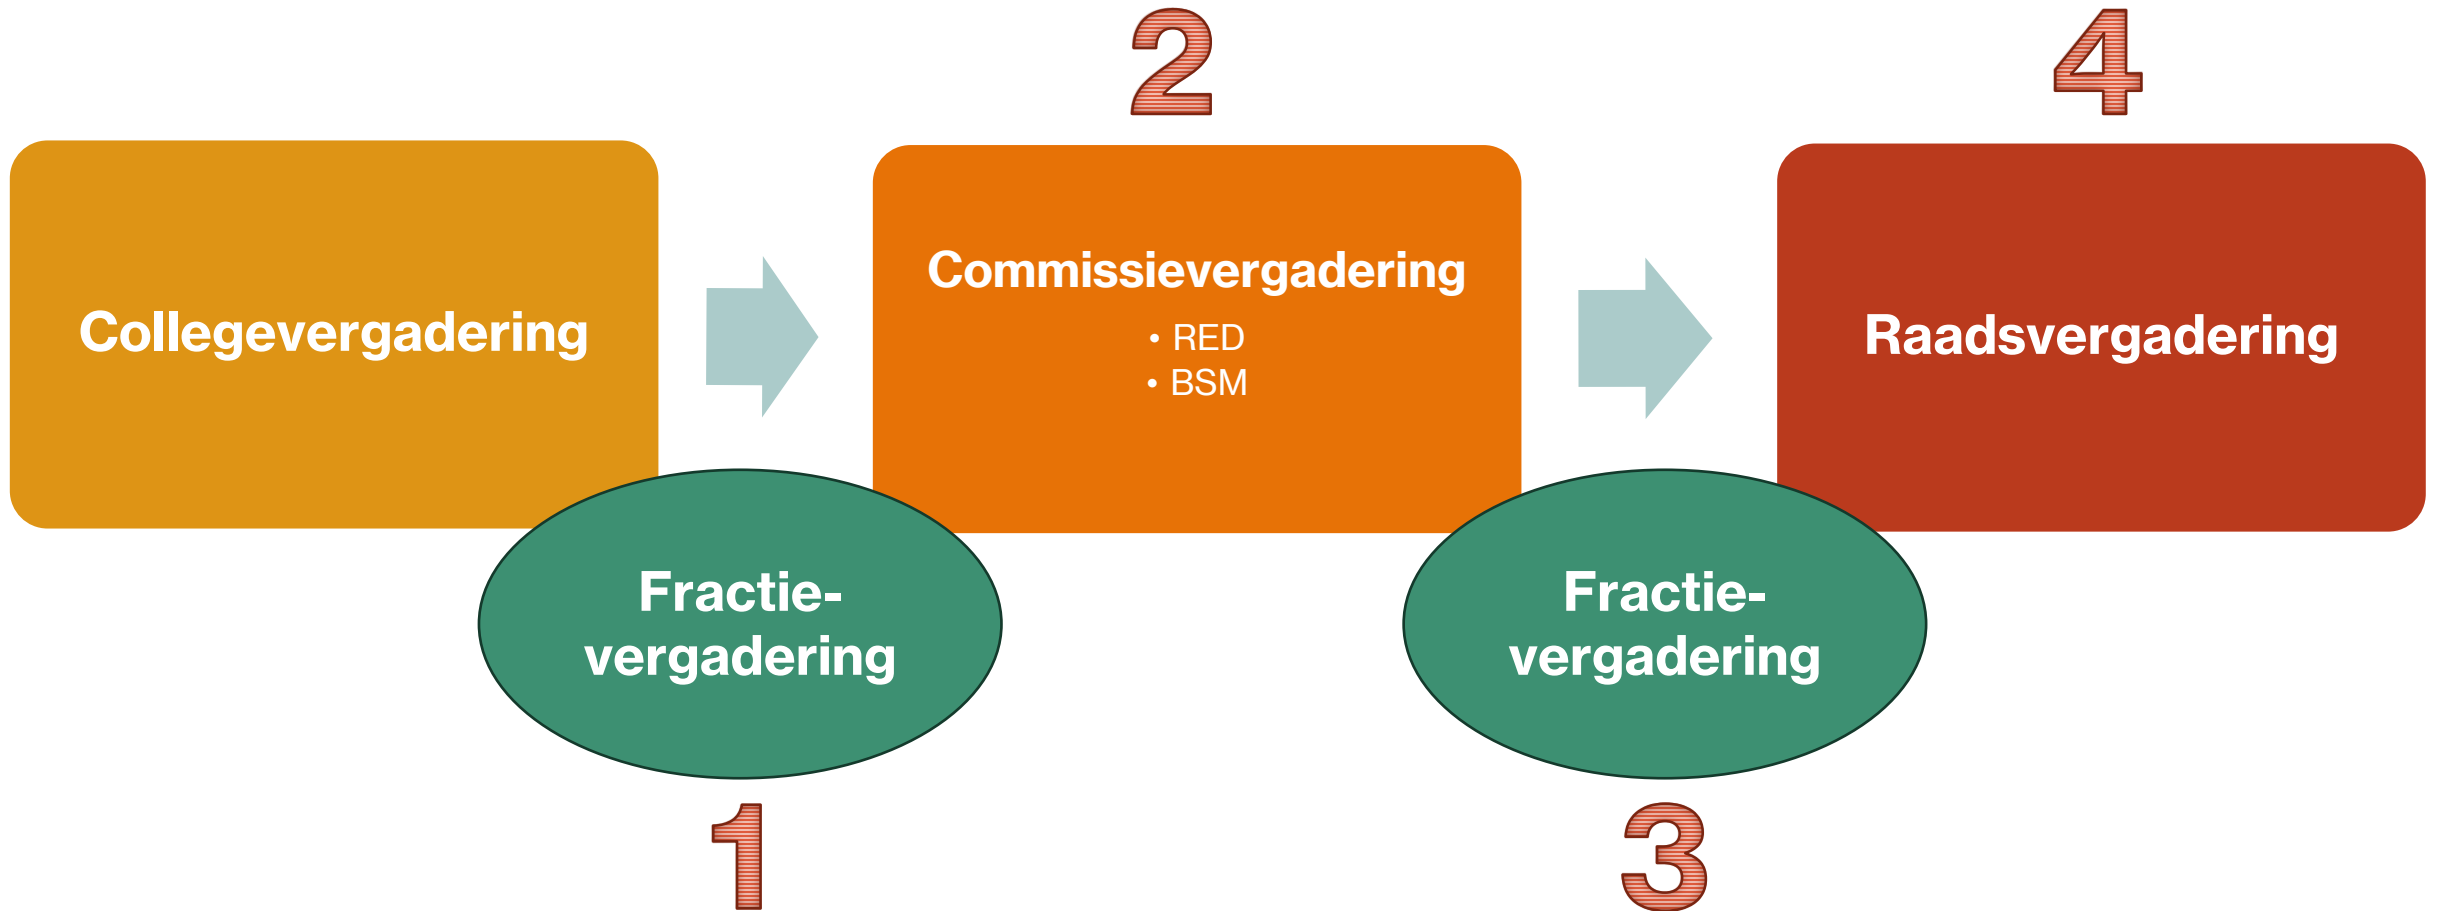 2
4
Collegevergadering
Commissievergadering
• RED
• BSM
Raadsvergadering
Fractie-
vergadering
Fractie-
vergadering
1
3